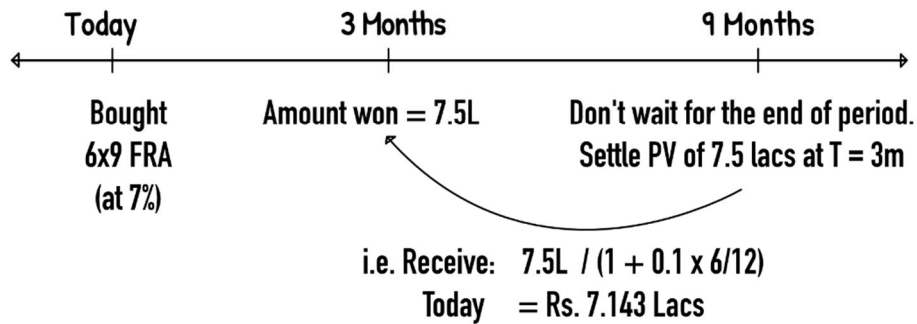 Today
3 Months
9 Months
Bought
6x9 FRA
(at 7%)
Amount won = 7.5L
Don't wait for the end of period.
Settle PV of 7.5 lacs at T = 3m
i.e. Receive: 7.5L / (1 + 0.1 x 6/12)
Today = Rs. 7.143 Lacs